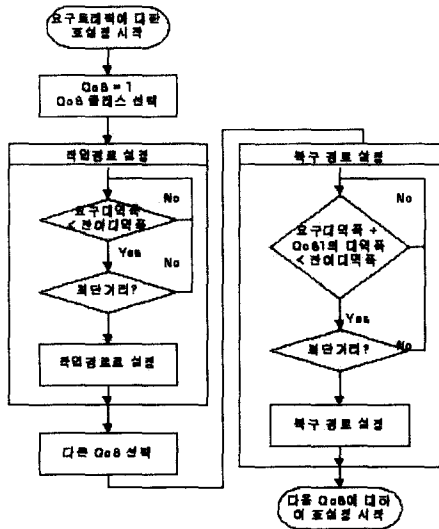 요구트래픽에 대한
호설정 시작
QoS = 1
QoS 클래스 선택
작업경로 설정
No
요구대역폭
< 잔여대역폭
Yes
No
최단거리?
작업경로로 설정
다른 QoS 선택
복구 경로 설정
No
요구대역폭 +
QoS1의 대역폭
< 잔여대역폭
Yes
No
최단거리?
복구 경로 설정
다음 QoS에 대하
여 호설정 시작